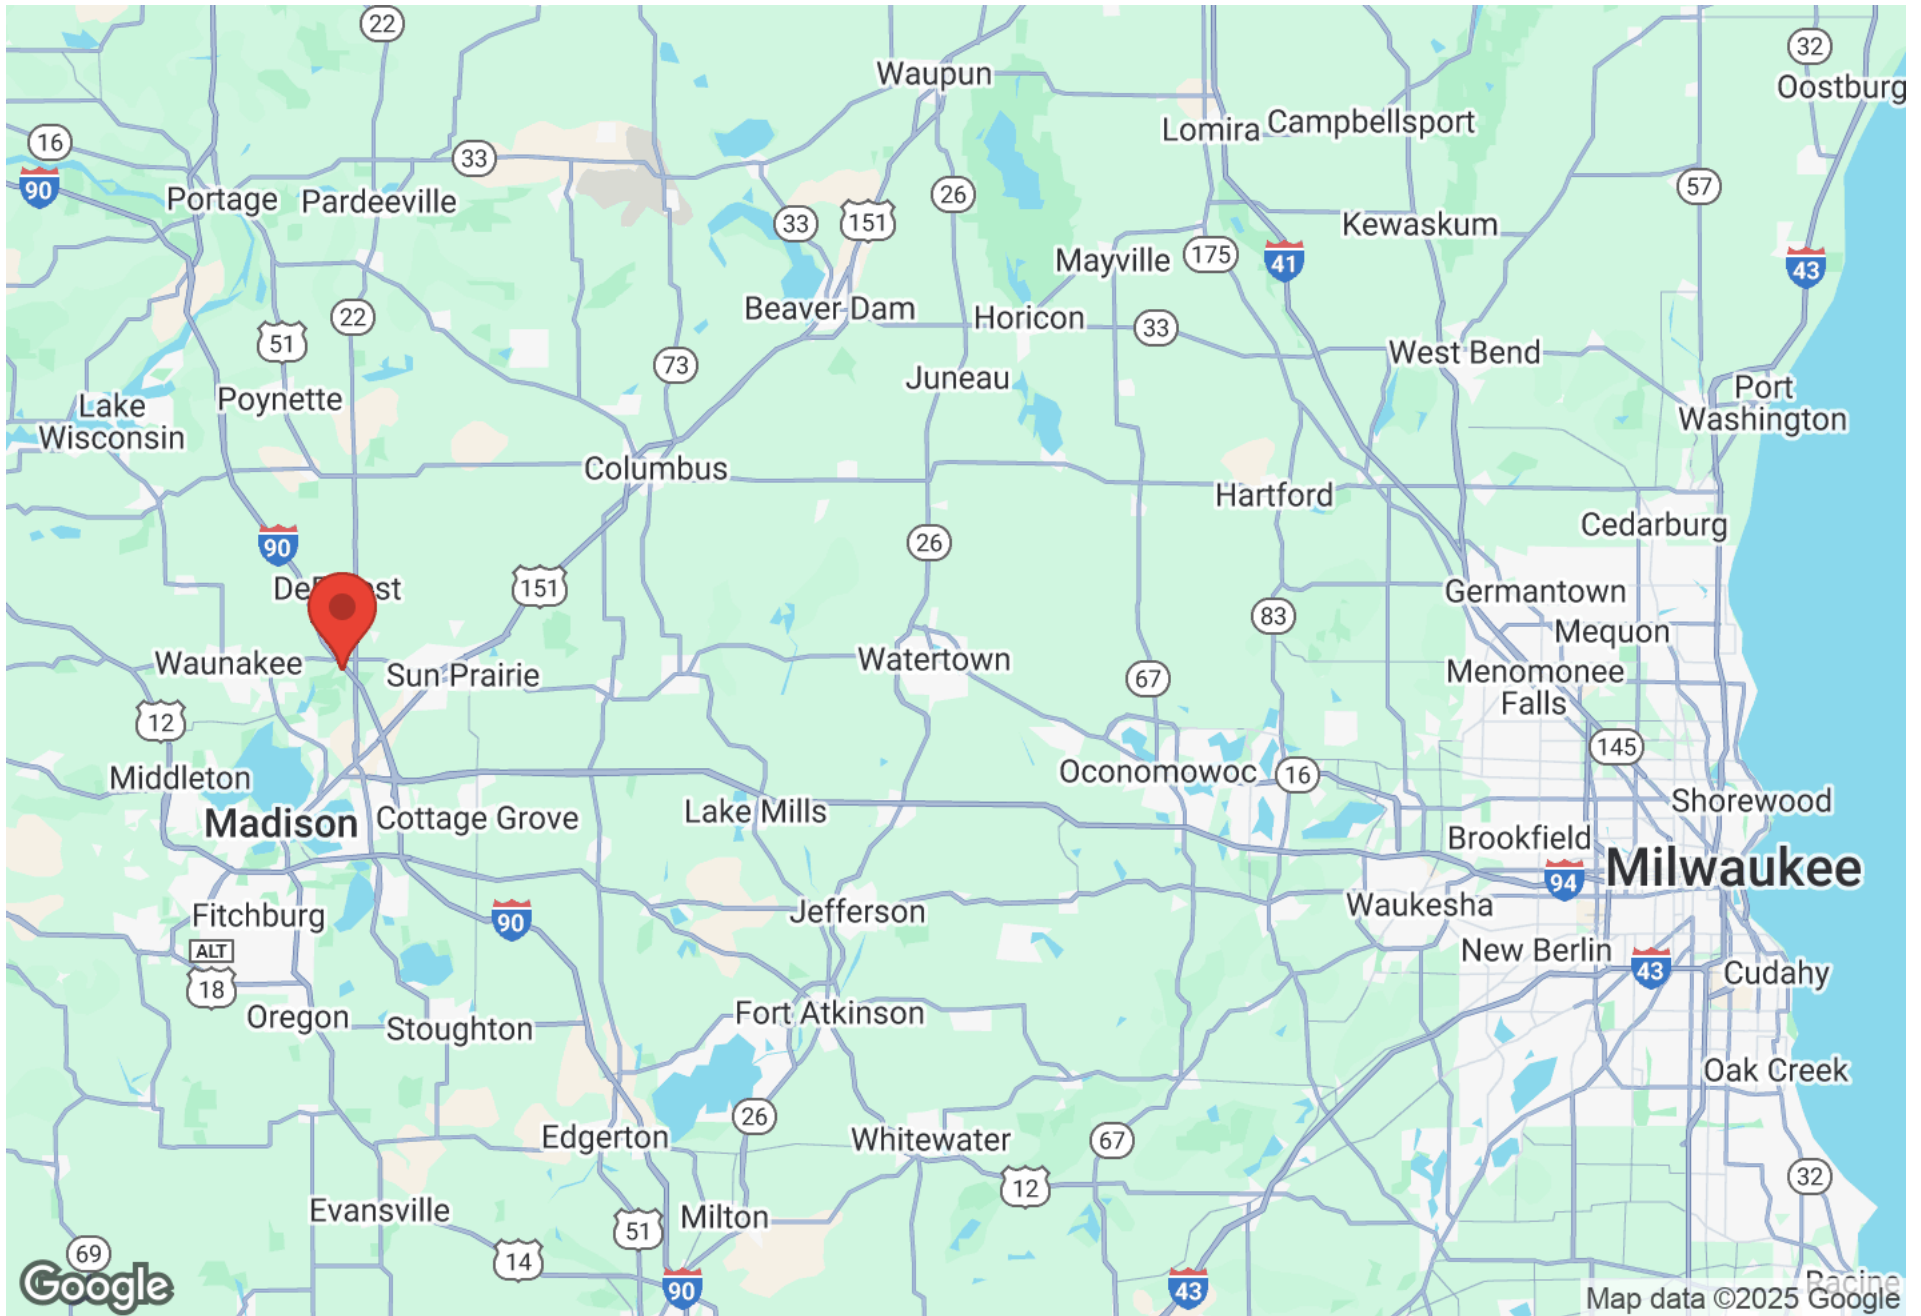 22
32
Waupun
Oostburg
Lomira
Campbellsport
16
33
90
Portage
Pardeeville
26
57
33
151
Kewaskum
175
41
43
Mayville
Beaver Dam
Horicon
22
51
33
73
West Bend
Juneau
Poynette
Port
Washington
Lake
Wisconsin
Columbus
Hartford
Cedarburg
90
26
151
Germantown
83
Mequon
Waunakee
Sun Prairie
Watertown
67
Menomonee
Falls
12
145
Middleton
Oconomowoc
16
Madison
Cottage Grove
Lake Mills
Shorewood
Brookfield
Milwaukee
94
Fitchburg
90
Jefferson
Waukesha
ALT
18
New Berlin
43
Cudahy
Oregon
Stoughton
Fort Atkinson
Oak Creek
26
Edgerton
Whitewater
67
12
32
Evansville
51
Milton
69
14
90
43
Google
Racine
Map data ©2025 Google